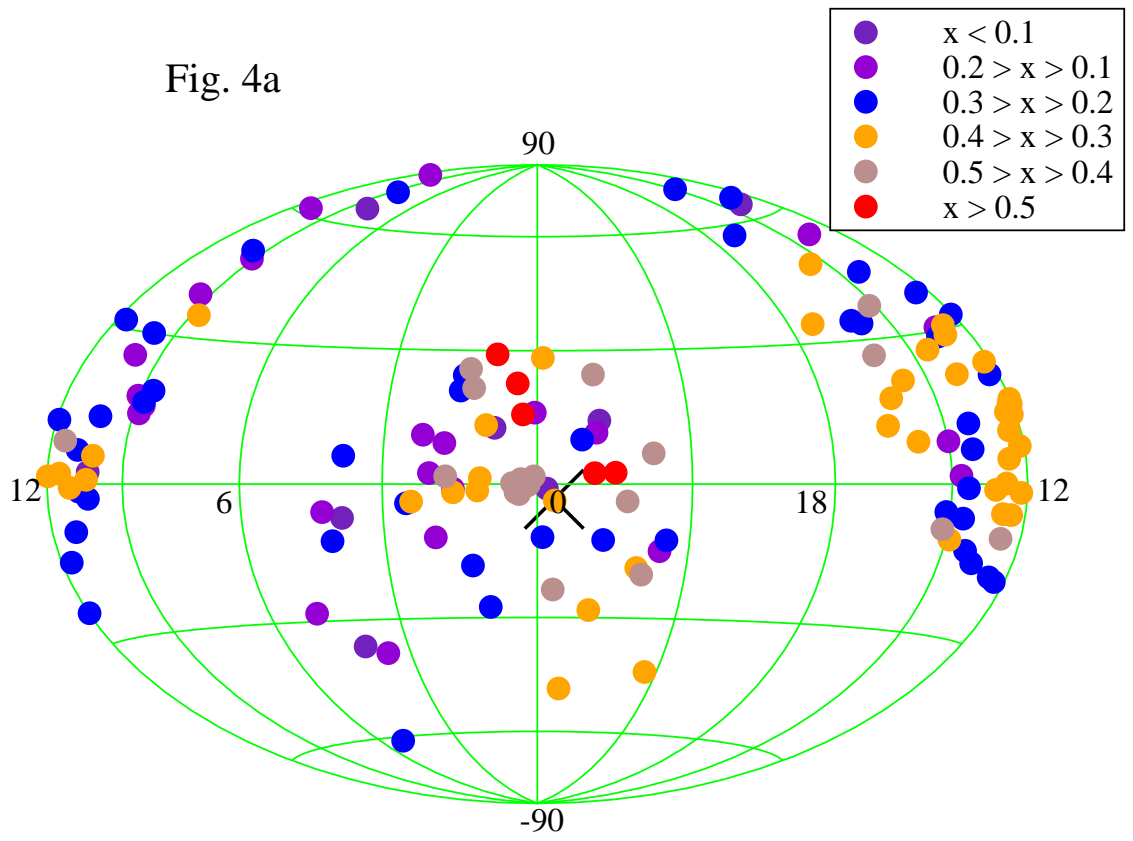 x < 0.1
0.2 > x > 0.1
Fig. 4a
0.3 > x > 0.2
0.4 > x > 0.3
90
0.5 > x > 0.4
x > 0.5
12
6
0
18
12
-90